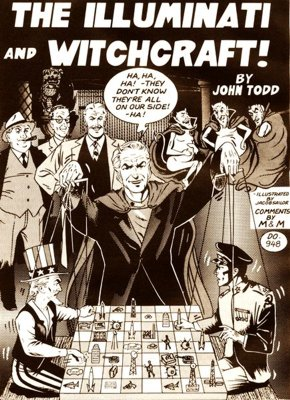 THE ILLUMINATI
AND WITCHCRAFT!
BY
JOHN TODD
HA, HA,
HA! -THEY
DON'T KNOW
THEY'RE ALL
ON OUR SIDE!
-HA!
-ILLUSTRATED
BY
JACOBSAILOR
COMMENTS
BY
M & M
DO
948